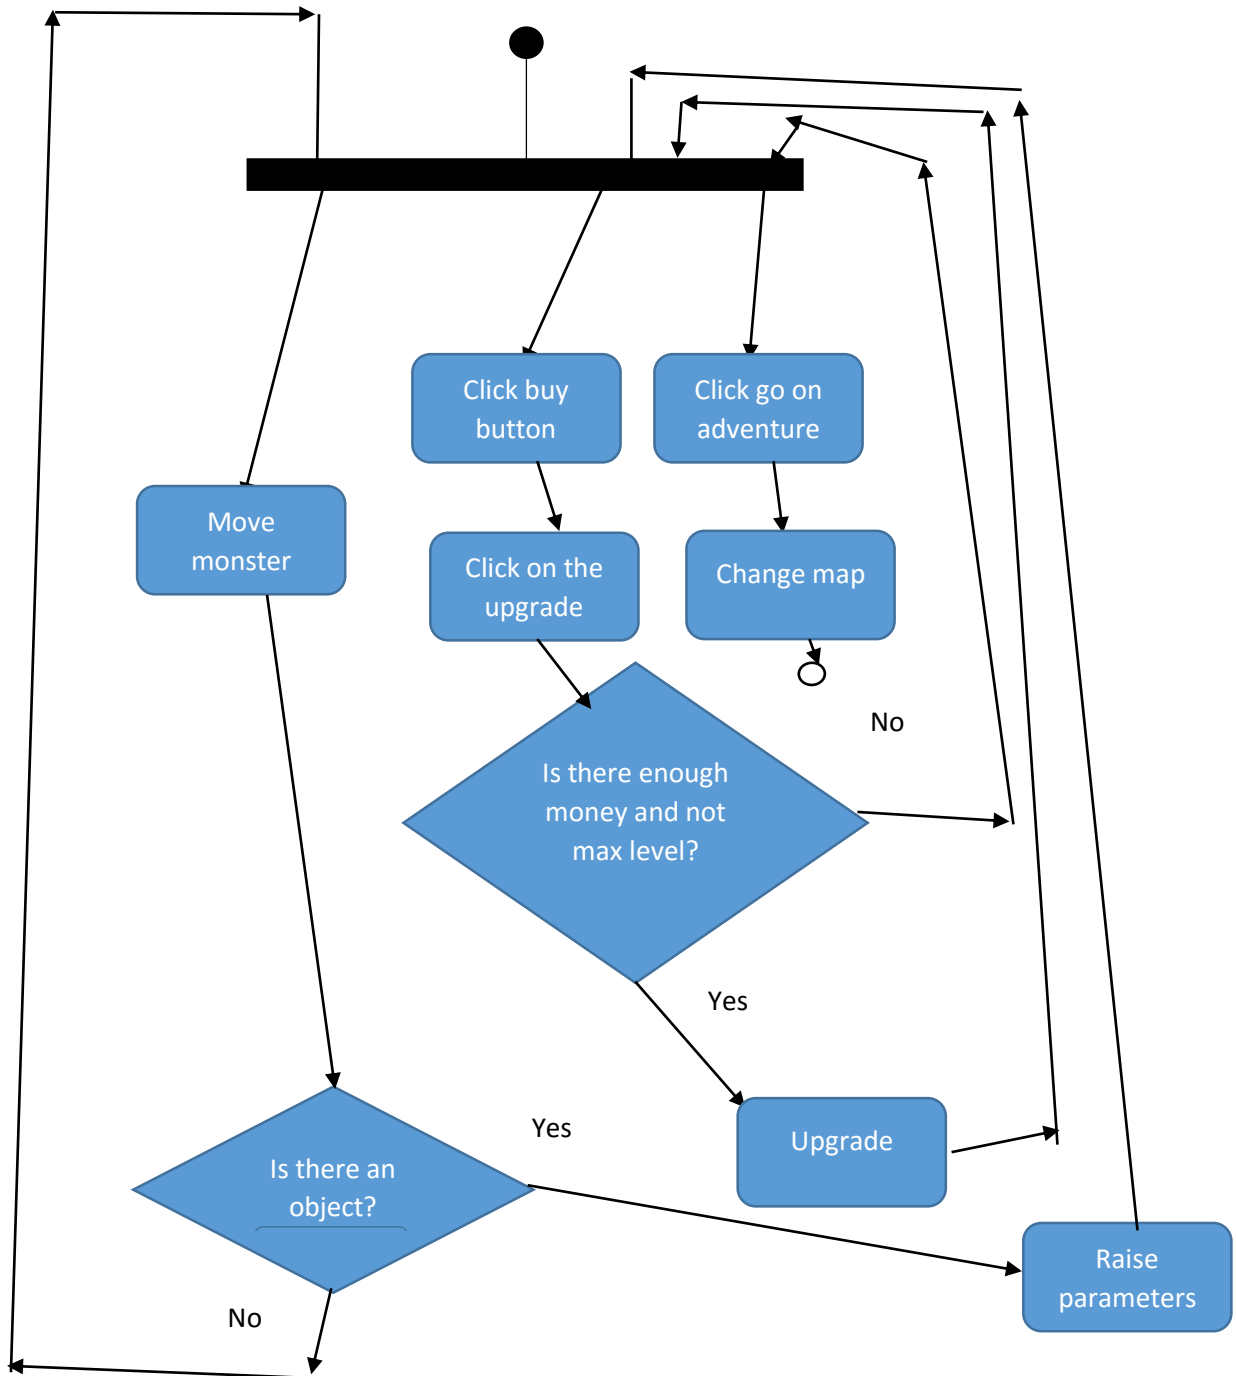 Click buy
button
Click go on
adventure
Move
monster
Click on the
upgrade
Change map
No
Is there enough
money and not
max level?
Yes
Upgrade
Yes
Is there an
object?
Raise
parameters
No